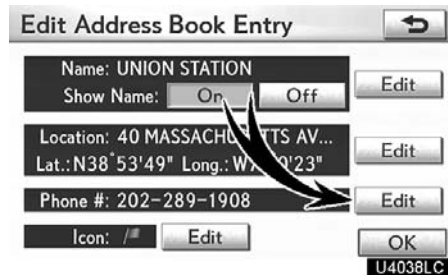 Edit Address Book Entry
Name: UNION STATION
Show Name: On Off
Edit
Location: 40 MASSACHUSETTS AV...
Lat.: N38°53'49" Long.:
Edit
Phone #: 202-289-1908 Edit
Icon: Edit
OK
U4038LC